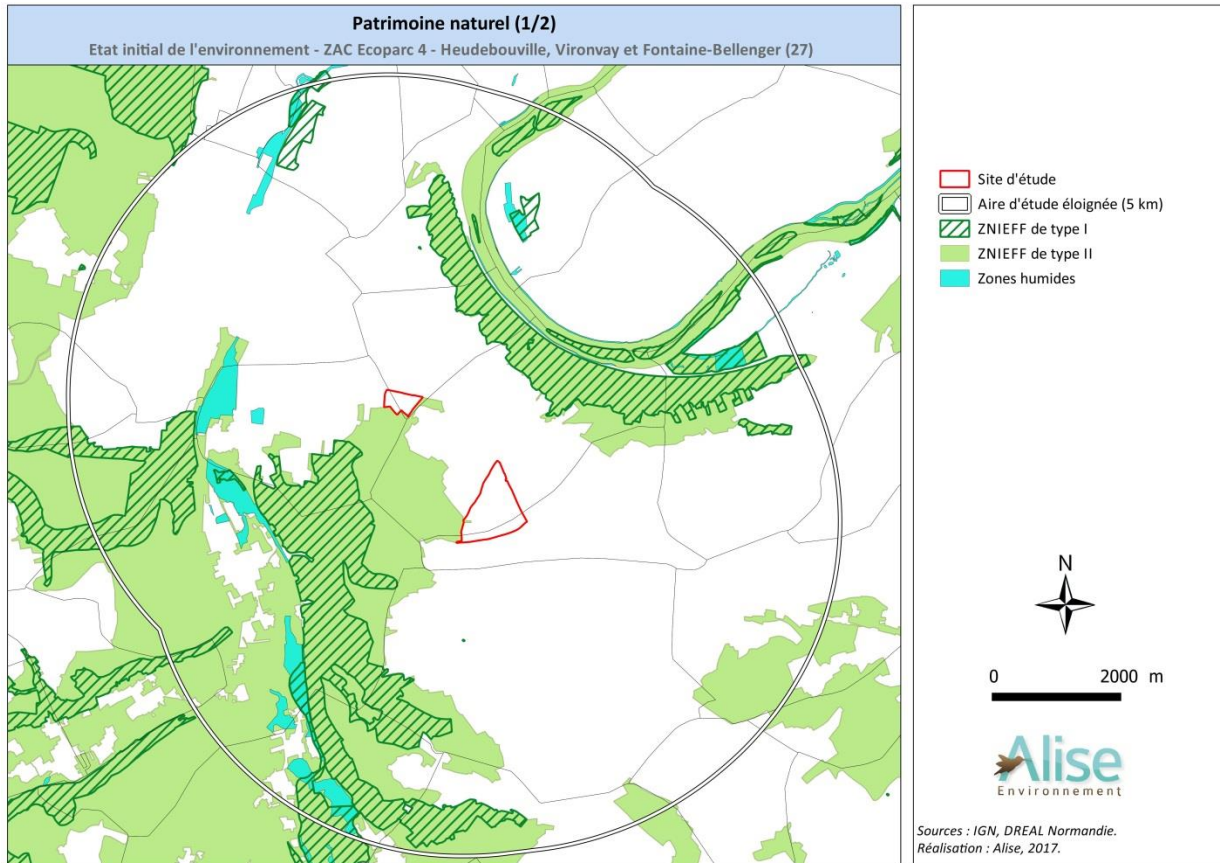 Patrimoine naturel (1/2)
Etat initial de l'environnement - ZAC Ecoparc 4 - Heudebouville, Vironvay et Fontaine-Bellenger (27)
Site d'étude
Aire d'étude éloignée (5 km)
ZNIEFF de type I
ZNIEFF de type II
Zones humides
N
0 2000 m
Alise
Environnement
Sources : IGN, DREAL Normandie.
Réalisation : Alise, 2017.